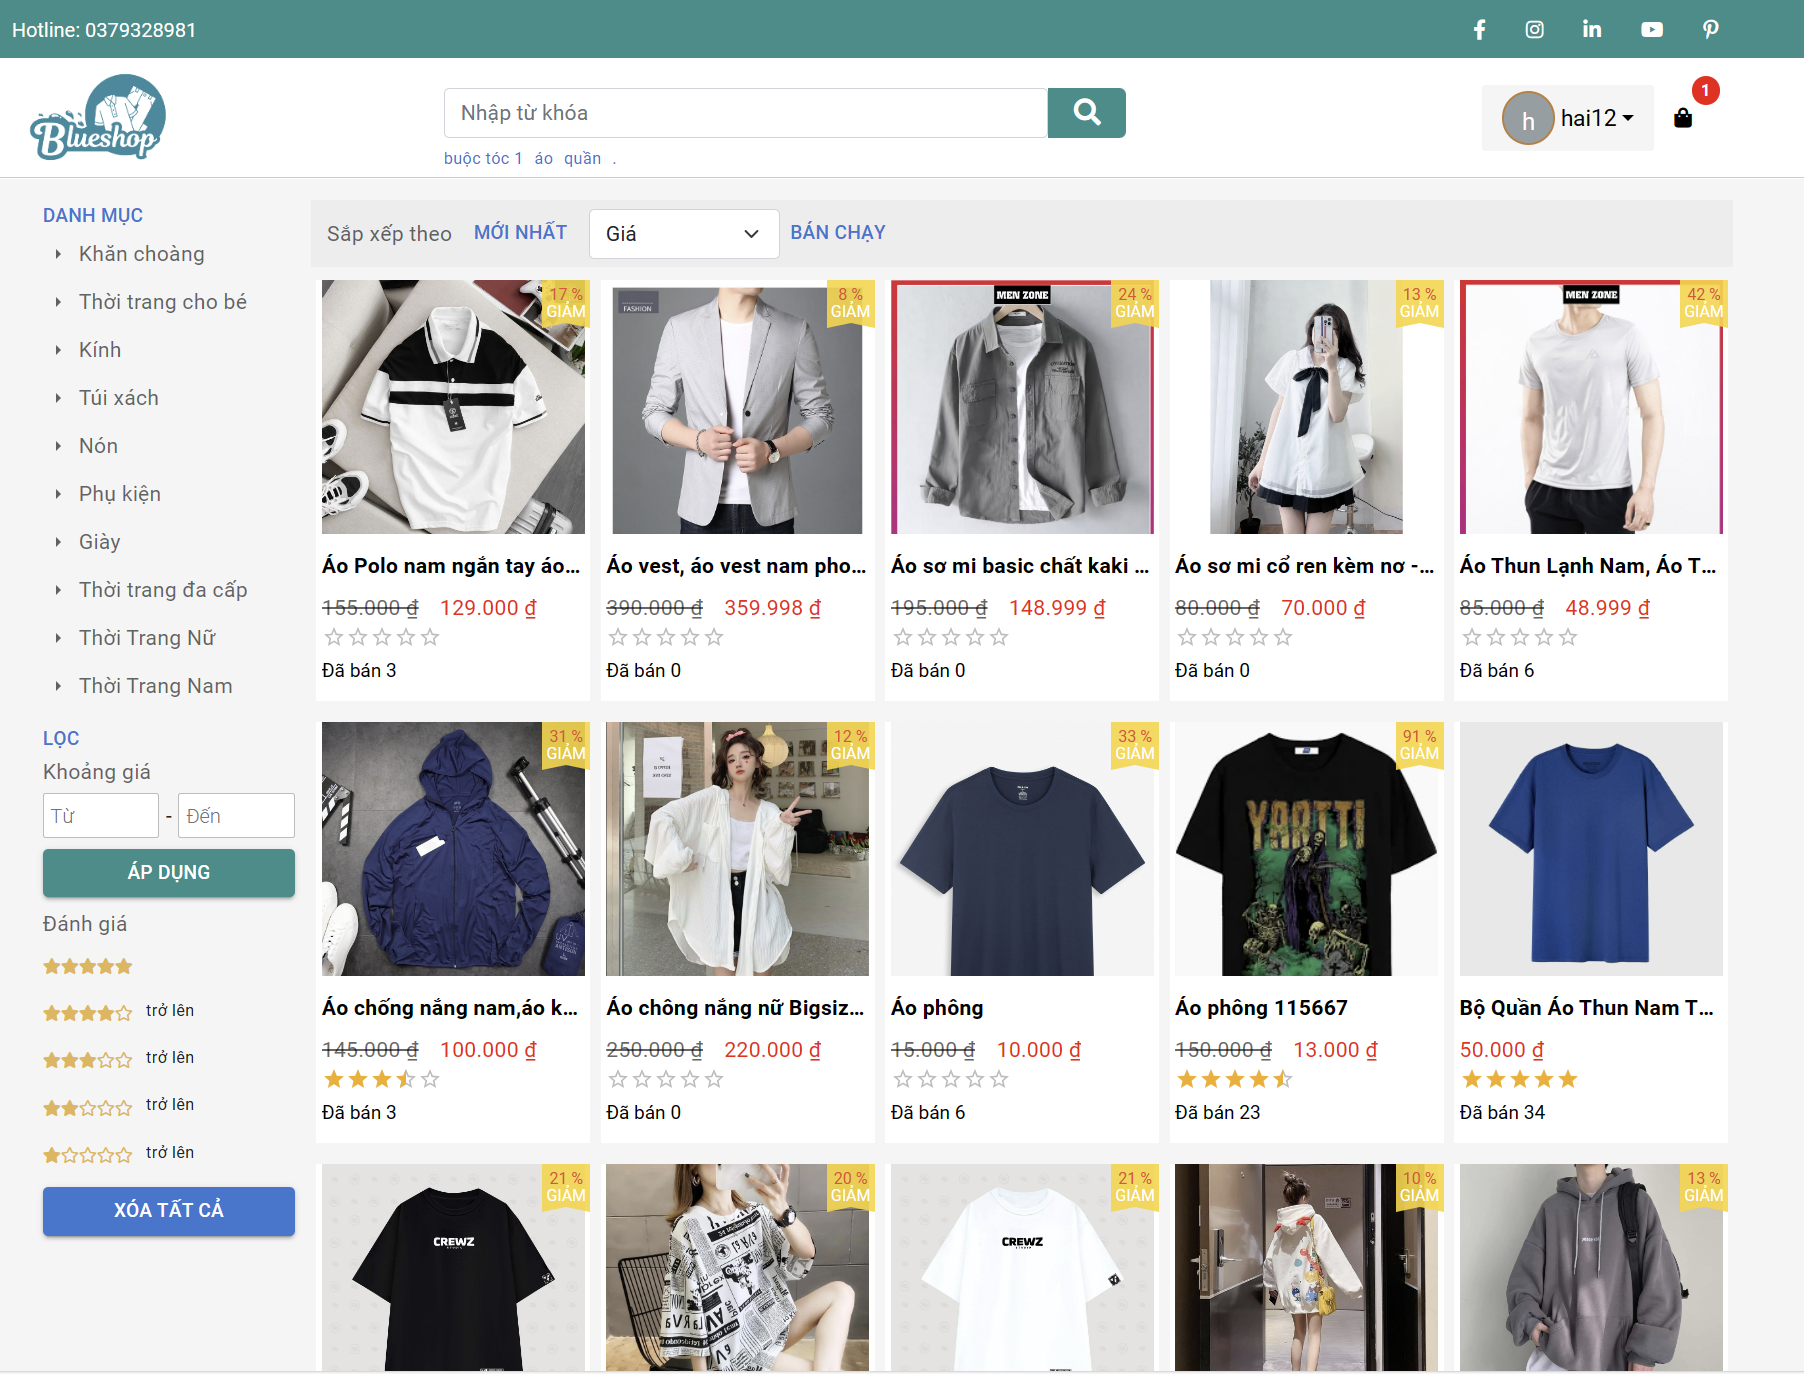 Hotline: 0379328981
Blueshop
Nhập từ khóa
h
hai12
1
buộc tóc 1 áo quần .
DANH MỤC
Khăn choàng
Thời trang cho bé
Kính
Túi xách
Nón
Phụ kiện
Giày
Thời trang đa cấp
Thời Trang Nữ
Thời Trang Nam
LỌC
Khoảng giá
Từ - Đến
ÁP DỤNG
Đánh giá
trở lên
trở lên
trở lên
trở lên
XÓA TẤT CẢ
Sắp xếp theo MỚI NHẤT Giá BÁN CHẠY
17 %
GIẢM
Áo Polo nam ngắn tay áo...
155.000 ₫ 129.000 ₫
Đã bán 3
FASHION
8 %
GIẢM
Áo vest, áo vest nam pho...
390.000 ₫ 359.998 ₫
Đã bán 0
MEN ZONE
24 %
GIẢM
Áo sơ mi basic chất kaki ...
195.000 ₫ 148.999 ₫
Đã bán 0
13 %
GIẢM
Áo sơ mi cổ ren kèm nơ -...
80.000 ₫ 70.000 ₫
Đã bán 0
MEN ZONE
42 %
GIẢM
Áo Thun Lạnh Nam, Áo T...
85.000 ₫ 48.999 ₫
Đã bán 6
31 %
GIẢM
Áo chống nắng nam,áo k...
145.000 ₫ 100.000 ₫
Đã bán 3
12 %
GIẢM
Áo chông nắng nữ Bigsiz...
250.000 ₫ 220.000 ₫
Đã bán 0
33 %
GIẢM
Áo phông
15.000 ₫ 10.000 ₫
Đã bán 6
91 %
GIẢM
Áo phông 115667
150.000 ₫ 13.000 ₫
Đã bán 23
Bộ Quần Áo Thun Nam T...
50.000 ₫
Đã bán 34
21 %
GIẢM
CREWZ
20 %
GIẢM
21 %
GIẢM
CREWZ
10 %
GIẢM
13 %
GIẢM